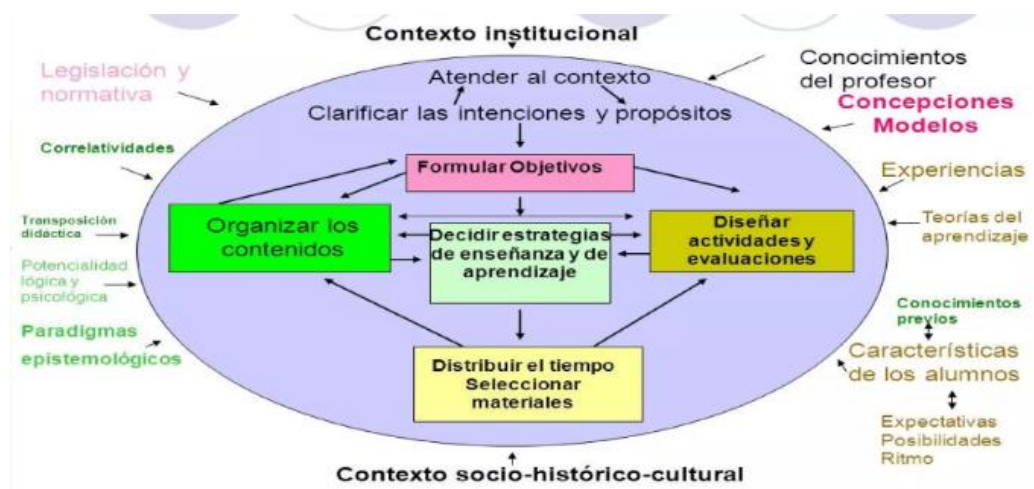 Contexto institucional
Legislación y
normativa
Atender al contexto
Conocimientos
del profesor
Clarificar las intenciones y propósitos
Concepciones
Modelos
Correlatividades
Formular Objetivos
Experiencias
Transposición
didáctica
Organizar los
contenidos
Decidir estrategias
de enseñanza y de
aprendizaje
Diseñar
actividades y
evaluaciones
Teorías del
aprendizaje
Potencialidad
lógica y
psicológica
Conocimientos
previos
Paradigmas
epistemológicos
Distribuir el tiempo
Seleccionar
materiales
Características
de los alumnos
Expectativas
Posibilidades
Ritmo
Contexto socio-histórico-cultural